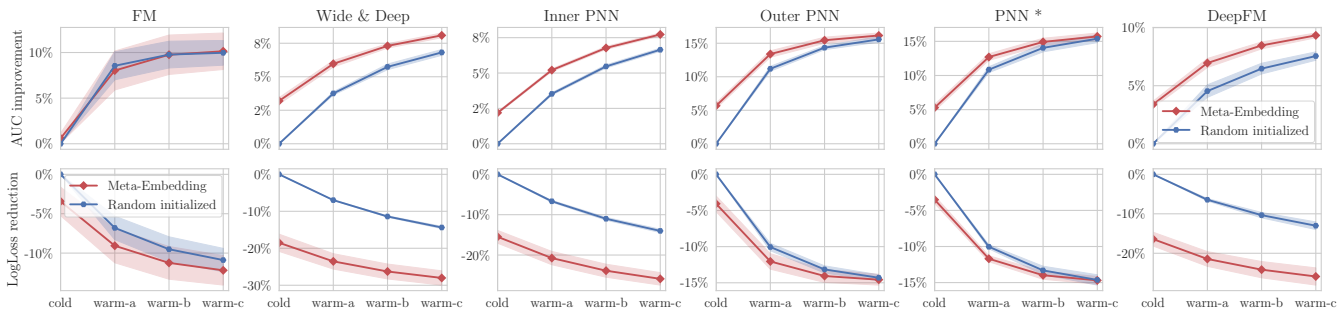 FM
Wide & Deep
Inner PNN
Outer PNN
PNN *
DeepFM
AUC improvement
10%
5%
0%
8%
5%
2%
0%
8%
5%
2%
0%
15%
10%
5%
0%
15%
10%
5%
0%
10%
5%
0%
Meta-Embedding
Random initialized
LogLoss reduction
0%
-5%
-10%
Meta-Embedding
Random initialized
0%
-10%
-20%
-30%
0%
-10%
-20%
0%
-5%
-10%
-15%
0%
-5%
-10%
-15%
0%
-10%
-20%
cold warm-a warm-b warm-c
cold warm-a warm-b warm-c
cold warm-a warm-b warm-c
cold warm-a warm-b warm-c
cold warm-a warm-b warm-c
cold warm-a warm-b warm-c